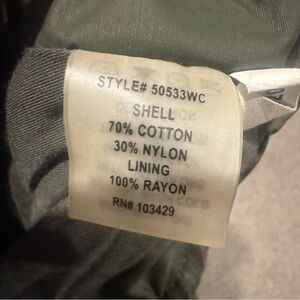 STYLE# 50533WC
SHELL
70% COTTON
30% NYLON
LINING
100% RAYON
RN# 103429